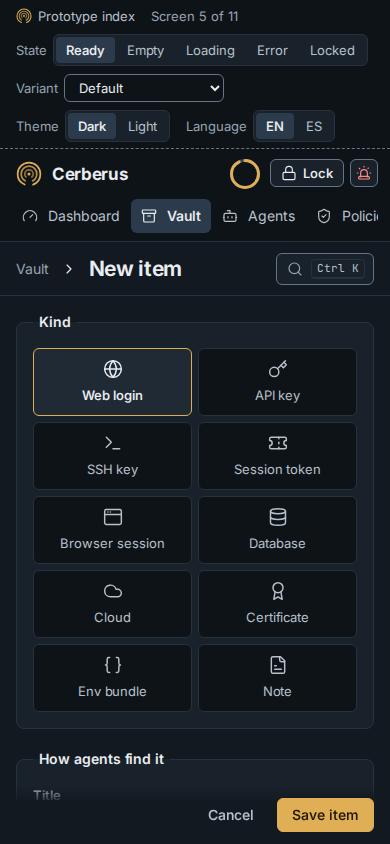 Prototype index Screen 5 of 11
State Ready Empty Loading Error Locked
Variant Default
Theme Dark Light Language EN ES
Cerberus Lock
Dashboard Vault Agents Policie
Vault > New item Ctrl K
Kind
Web login API key
SSH key Session token
Browser session Database
Cloud Certificate
Env bundle Note
How agents find it
Title
Cancel Save item